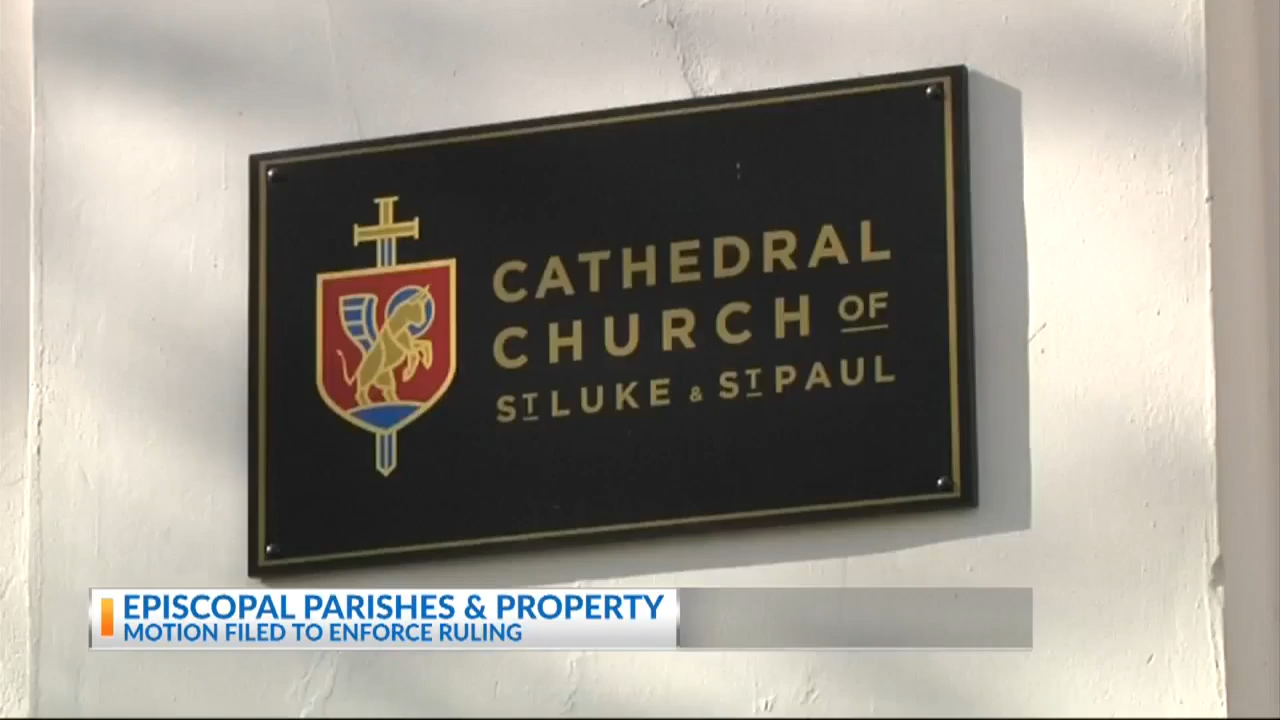 CATHEDRAL
CHURCH OF
ST LUKE & ST PAUL
EPISCOPAL PARISHES & PROPERTY
MOTION FILED TO ENFORCE RULING